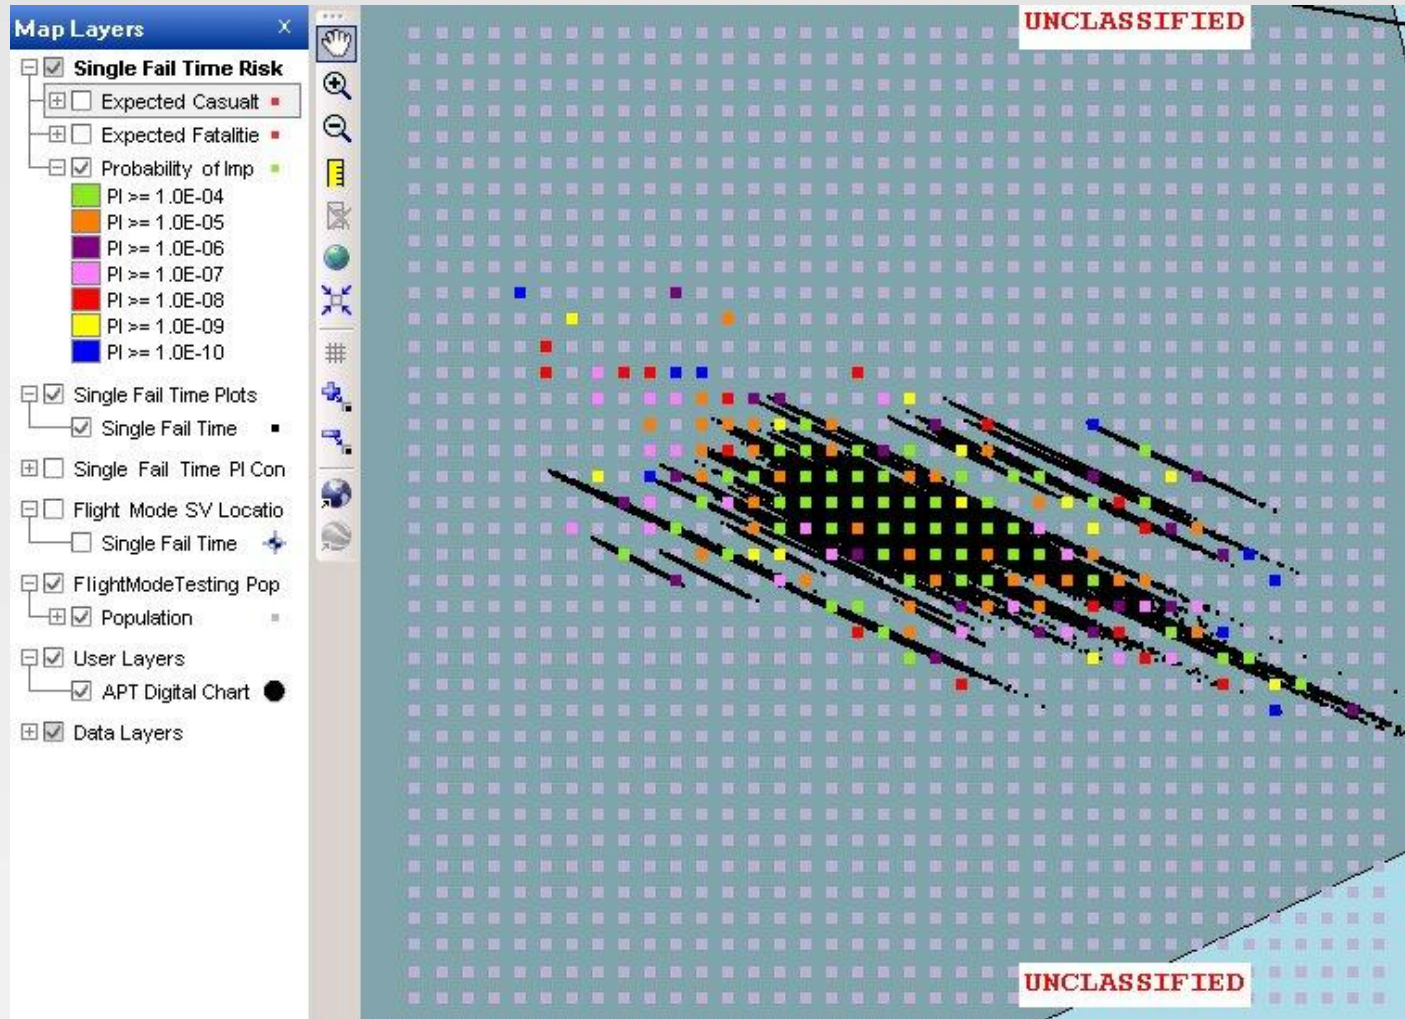 Map Layers X
Single Fail Time Risk
Expected Casualt
Expected Fatalitie
Probability of Imp
PI >= 1.0E-04
PI >= 1.0E-05
PI >= 1.0E-06
PI >= 1.0E-07
PI >= 1.0E-08
PI >= 1.0E-09
PI >= 1.0E-10
Single Fail Time Plots
Single Fail Time
Single Fail Time PI Con
Flight Mode SV Locatio
Single Fail Time
FlightModeTesting Pop
Population
User Layers
APT Digital Chart
Data Layers
UNCLASSIFIED
UNCLASSIFIED